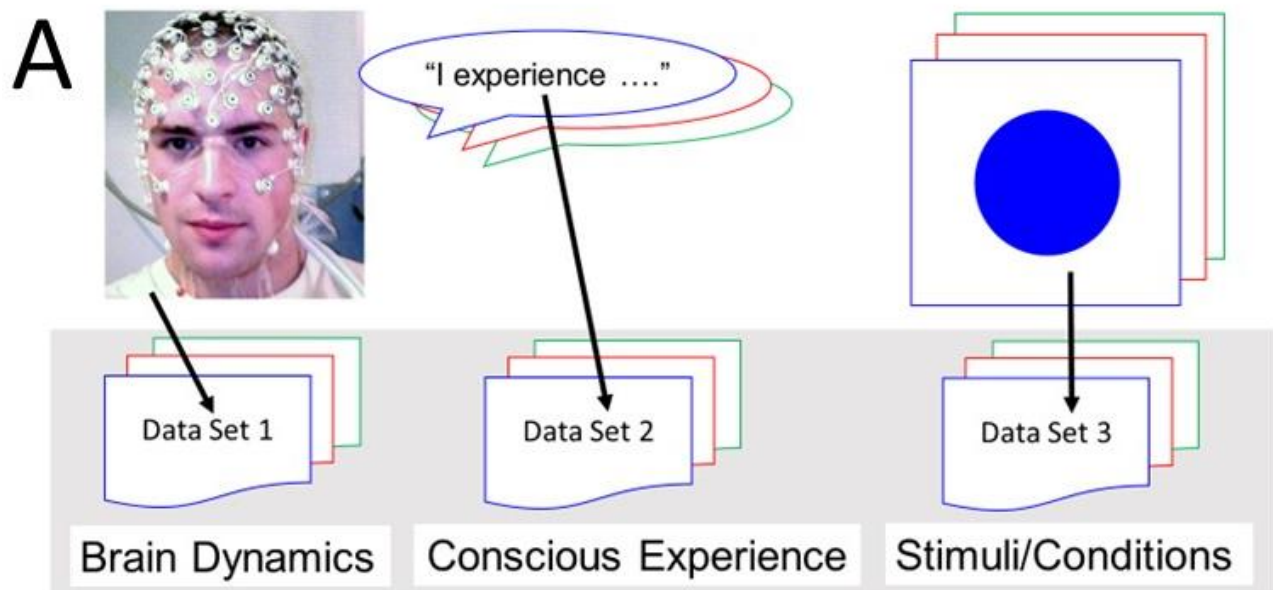 A
“I experience ....”
Data Set 1
Data Set 2
Data Set 3
Brain Dynamics
Conscious Experience
Stimuli/Conditions